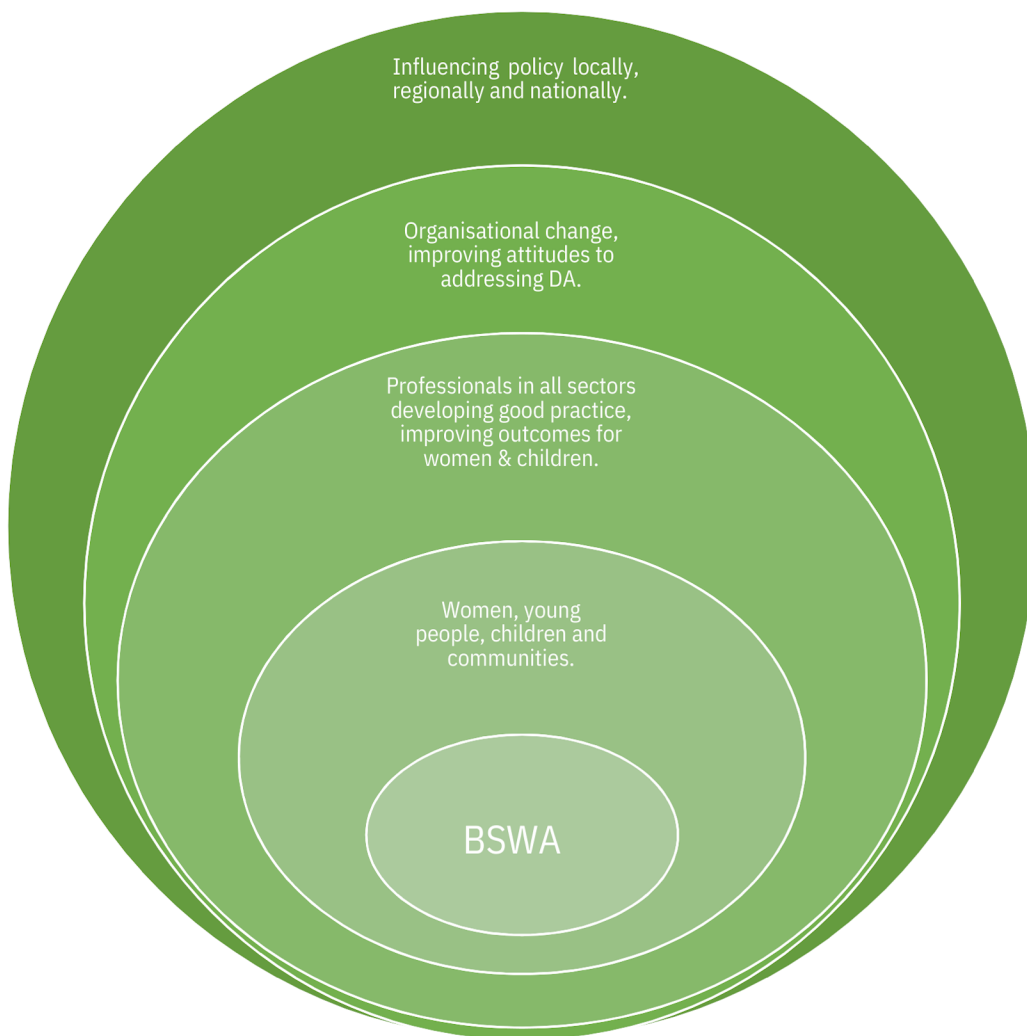 Influencing policy locally,
regionally and nationally.
Organisational change,
improving attitudes to
addressing DA.
Professionals in all sectors
developing good practice,
improving outcomes for
women & children.
Women, young
people, children and
communities.
BSWA